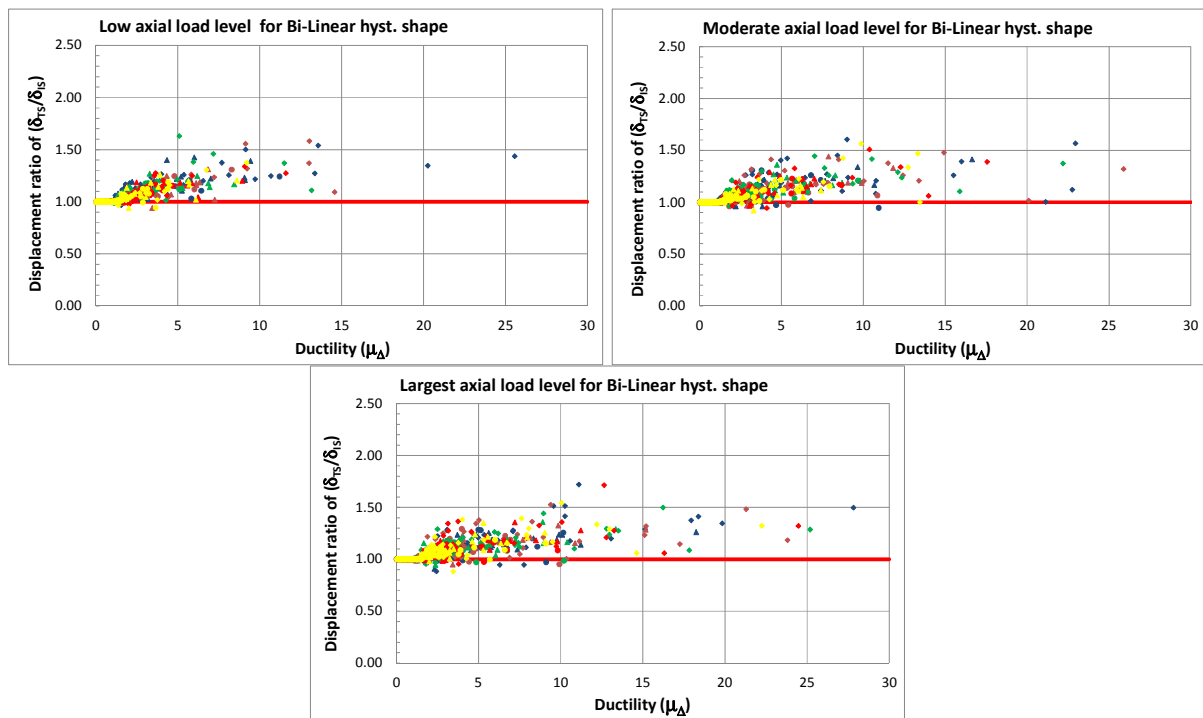 Low axial load level for Bi-Linear hyst. shape
2.50
2.00
1.50
1.00
0.50
0.00
Displacement ratio of (δTS/δIS)
0 5 10 15 20 25 30
Ductility (μΔ)
Moderate axial load level for Bi-Linear hyst. shape
2.50
2.00
1.50
1.00
0.50
0.00
Displacement ratio of (δTS/δIS)
0 5 10 15 20 25 30
Ductility (μΔ)
Largest axial load level for Bi-Linear hyst. shape
2.50
2.00
1.50
1.00
0.50
0.00
Displacement ratio of (δTS/δIS)
0 5 10 15 20 25 30
Ductility (μΔ)